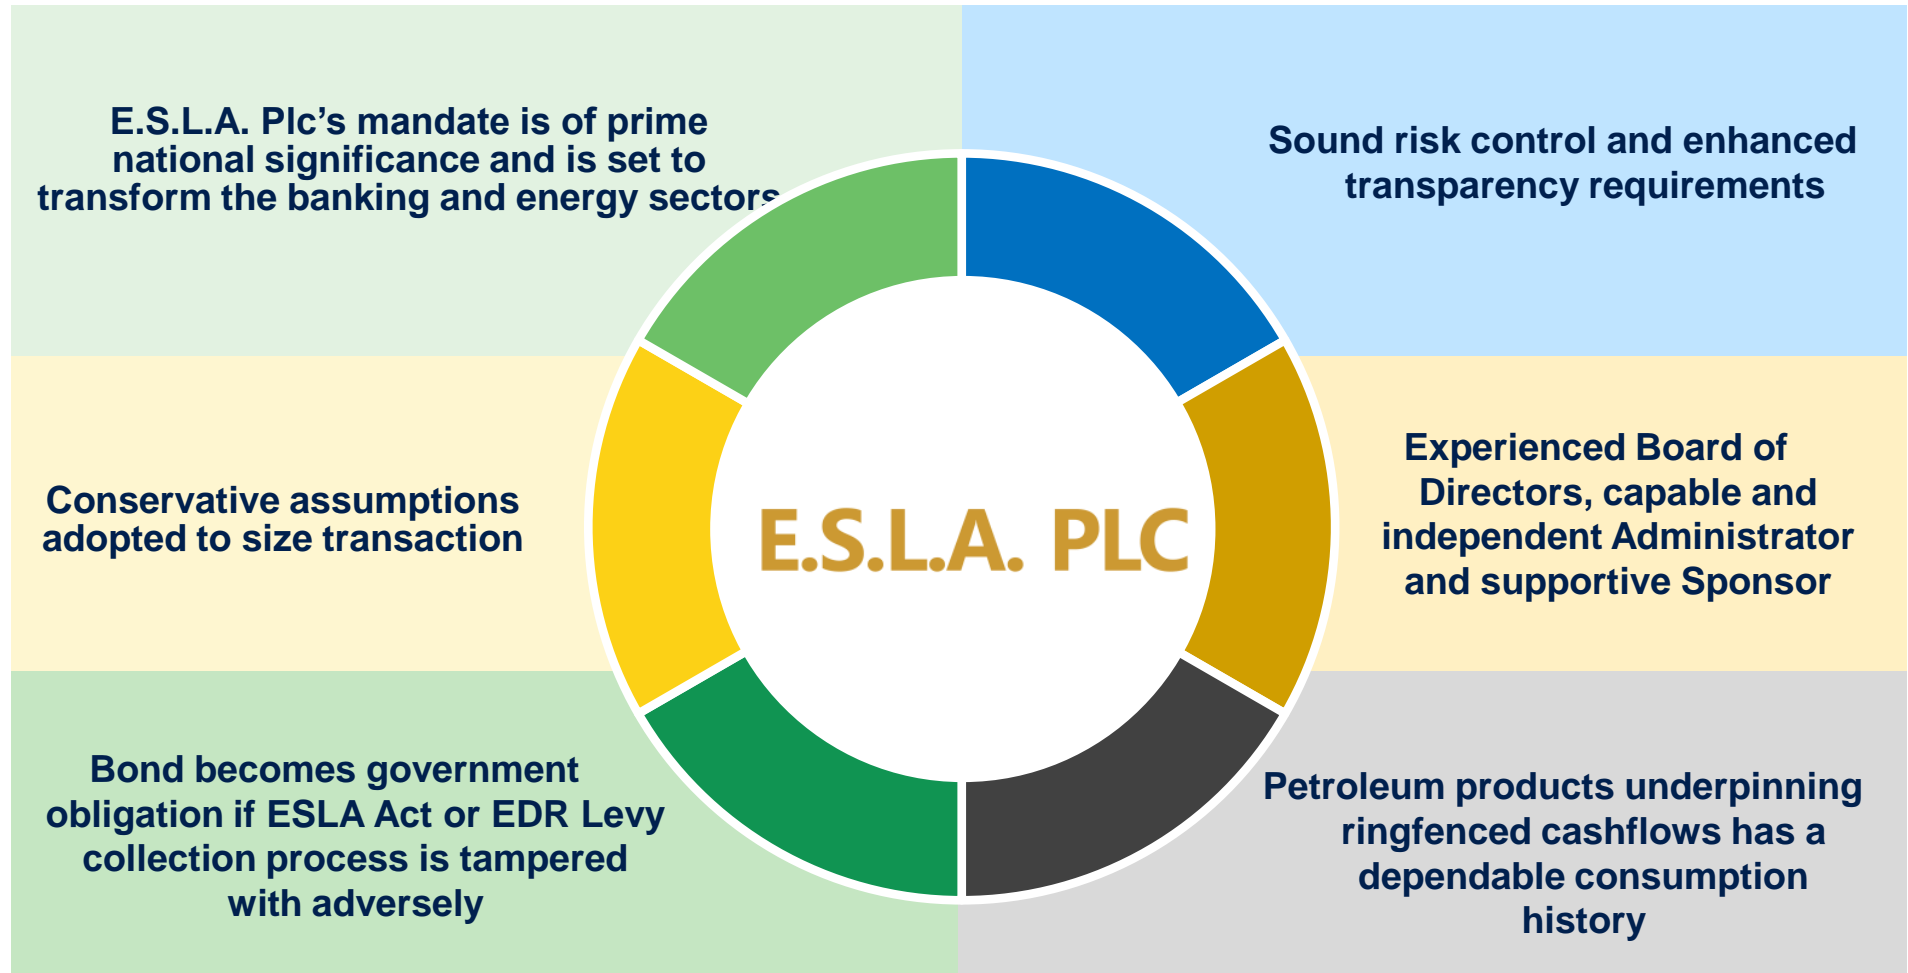 E.S.L.A. Plc’s mandate is of prime
national significance and is set to
transform the banking and energy sectors
Sound risk control and enhanced
transparency requirements
Conservative assumptions
adopted to size transaction
E.S.L.A. PLC
Experienced Board of
Directors, capable and
independent Administrator
and supportive Sponsor
Bond becomes government
obligation if ESLA Act or EDR Levy
collection process is tampered
with adversely
Petroleum products underpinning
ringfenced cashflows has a
dependable consumption
history